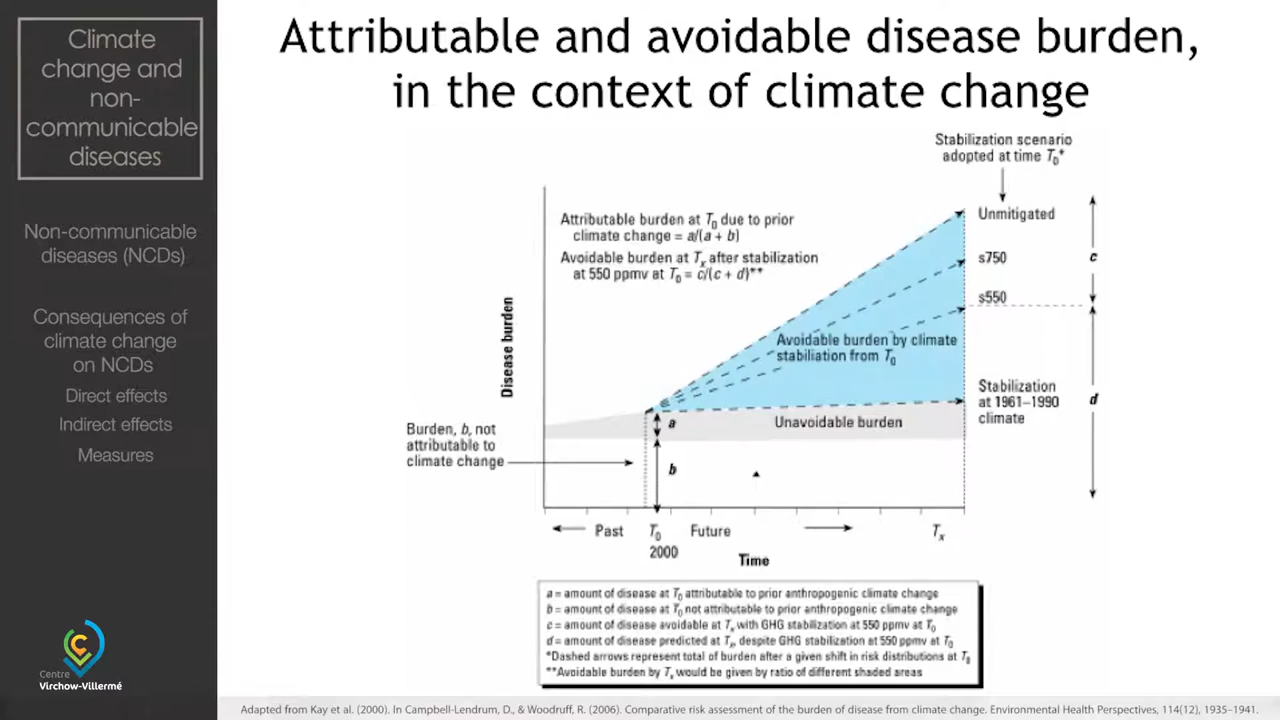 Climate
change and
non-
communicable
diseases
Non-communicable
diseases (NCDs)
Consequences of
climate change
on NCDs
Direct effects
Indirect effects
Measures
Centre
Virchow-Villermé
Attributable and avoidable disease burden,
in the context of climate change
Stabilization scenario
adopted at time T0*
Attributable burden at T0 due to prior
climate change = a/(a + b)
Avoidable burden at Tx after stabilization
at 550 ppmv at T0 = c/(c + d)**
Unmitigated
s750
s550
c
Disease burden
Avoidable burden by climate
stabiliation from T0
Stabilization
at 1961–1990
climate
d
Unavoidable burden
a
Burden, b, not
attributable to
climate change
b
Past
T0
2000
Future
Tx
Time
a = amount of disease at T0 attributable to prior anthropogenic climate change
b = amount of disease at T0 not attributable to prior anthropogenic climate change
c = amount of disease avoidable at Tx with GHG stabilization at 550 ppmv at T0
d = amount of disease predicted at Tx, despite GHG stabilization at 550 ppmv at T0
*Dashed arrows represent total of burden after a given shift in risk distributions at T0
**Avoidable burden by Tx would be given by ratio of different shaded areas
Adapted from Kay et al. (2000). In Campbell-Lendrum, D., & Woodruff, R. (2006). Comparative risk assessment of the burden of disease from climate change. Environmental Health Perspectives, 114(12), 1935–1941.